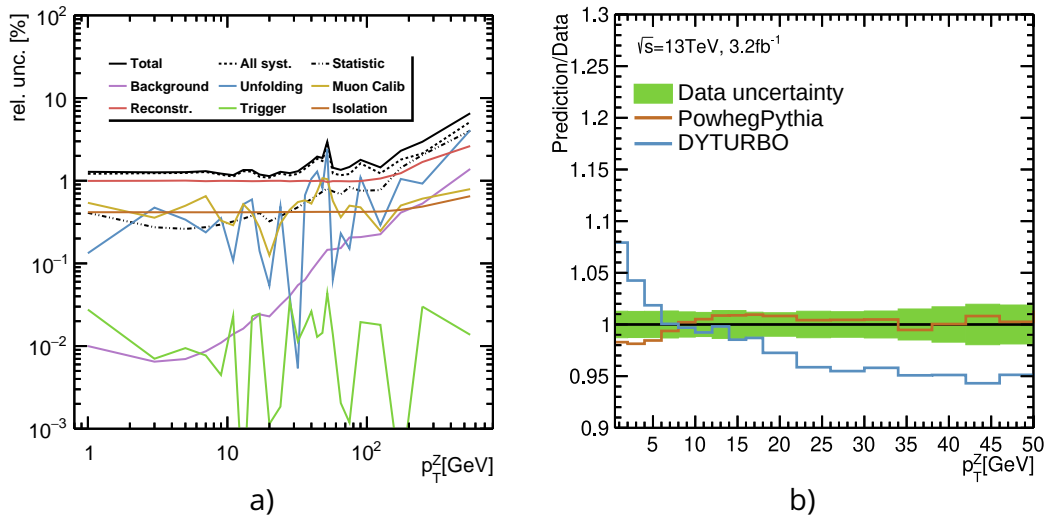 rel. unc. [%]
10²
10
1
10⁻¹
10⁻²
10⁻³
Total
All syst.
Statistic
Background
Unfolding
Muon Calib
Reconstr.
Trigger
Isolation
1
10
10²
p_T^Z[GeV]
a)
Prediction/Data
1.3
1.25
1.2
1.15
1.1
1.05
1
0.95
0.9
√s=13TeV, 3.2fb⁻¹
Data uncertainty
PowhegPythia
DYTURBO
5 10 15 20 25 30 35 40 45 50
p_T^Z[GeV]
b)